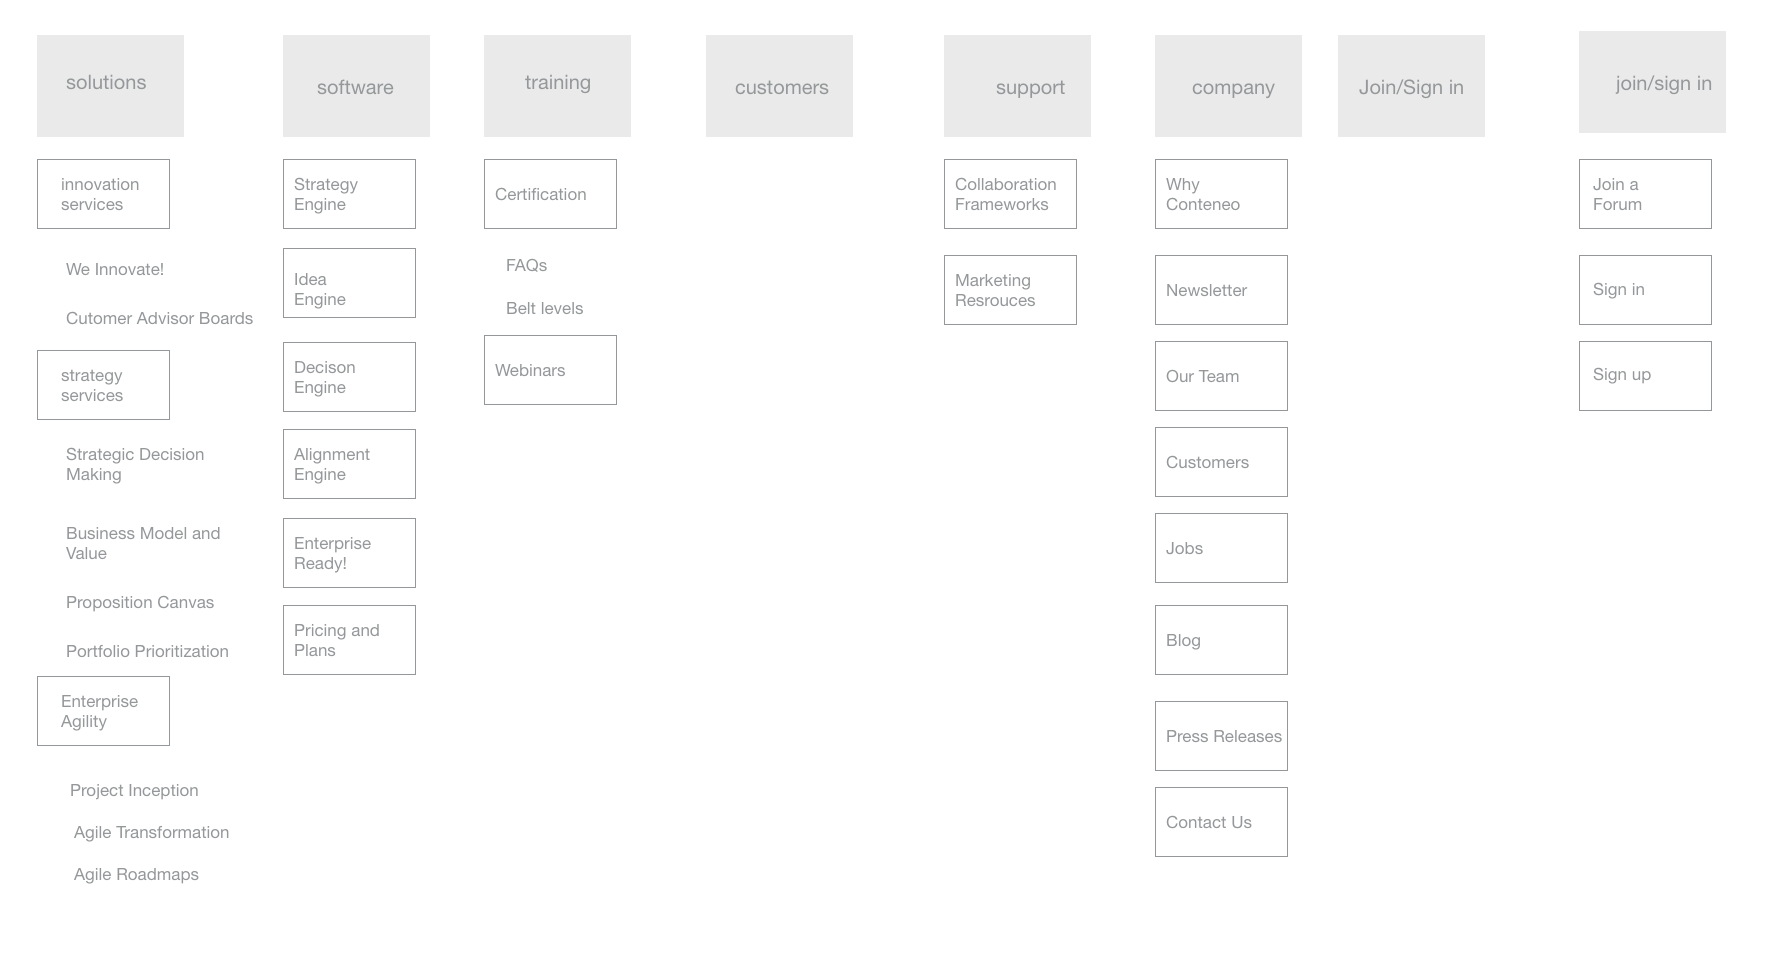 solutions
software
training
customers
support
company
Join/Sign in
join/sign in
innovation
services
We Innovate!
Cutomer Advisor Boards
strategy
services
Strategic Decision
Making
Business Model and
Value
Proposition Canvas
Portfolio Prioritization
Enterprise
Agility
Project Inception
Agile Transformation
Agile Roadmaps
Strategy
Engine
Idea
Engine
Decison
Engine
Alignment
Engine
Enterprise
Ready!
Pricing and
Plans
Certification
FAQs
Belt levels
Webinars
Collaboration
Frameworks
Marketing
Resrouces
Why
Conteneo
Newsletter
Our Team
Customers
Jobs
Blog
Press Releases
Contact Us
Join a
Forum
Sign in
Sign up